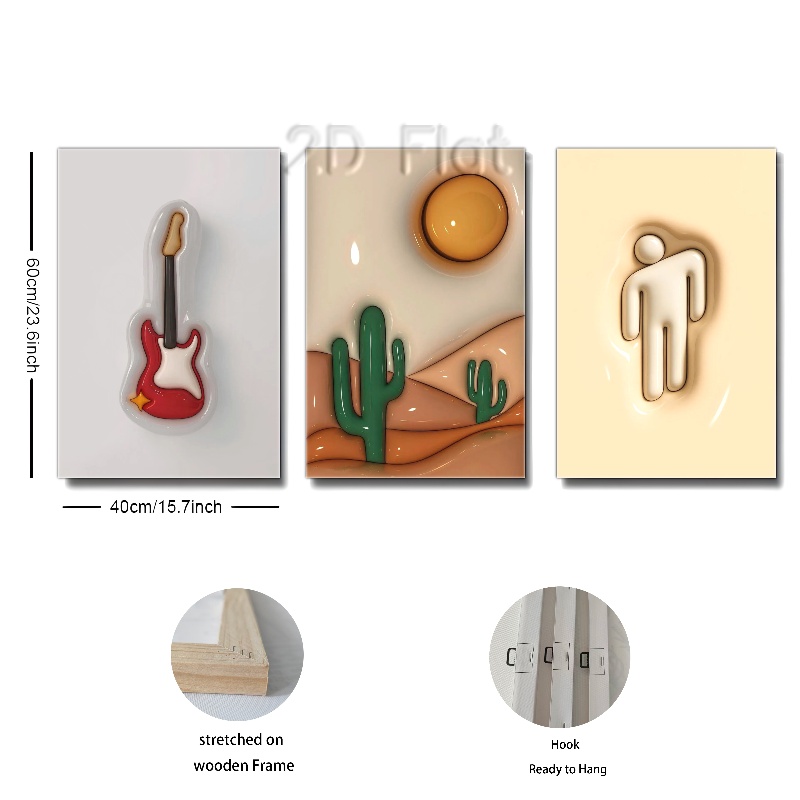 2D Flat
60cm/23.6inch
40cm/15.7inch
stretched on
wooden Frame
Hook
Ready to Hang